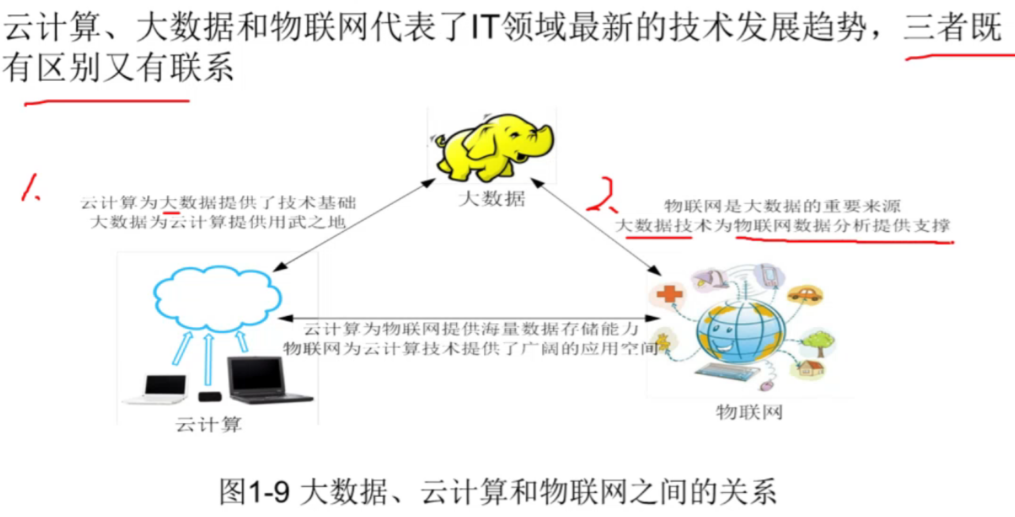 云计算、大数据和物联网代表了IT领域最新的技术发展趋势，三者既
有区别又有联系
大数据
1.
云计算为大数据提供了技术基础
大数据为云计算提供用武之地
2、
物联网是大数据的重要来源
大数据技术为物联网数据分析提供支撑
云计算为物联网提供海量数据存储能力
物联网为云计算技术提供了广阔的应用空间
云计算
物联网
图1-9 大数据、云计算和物联网之间的关系